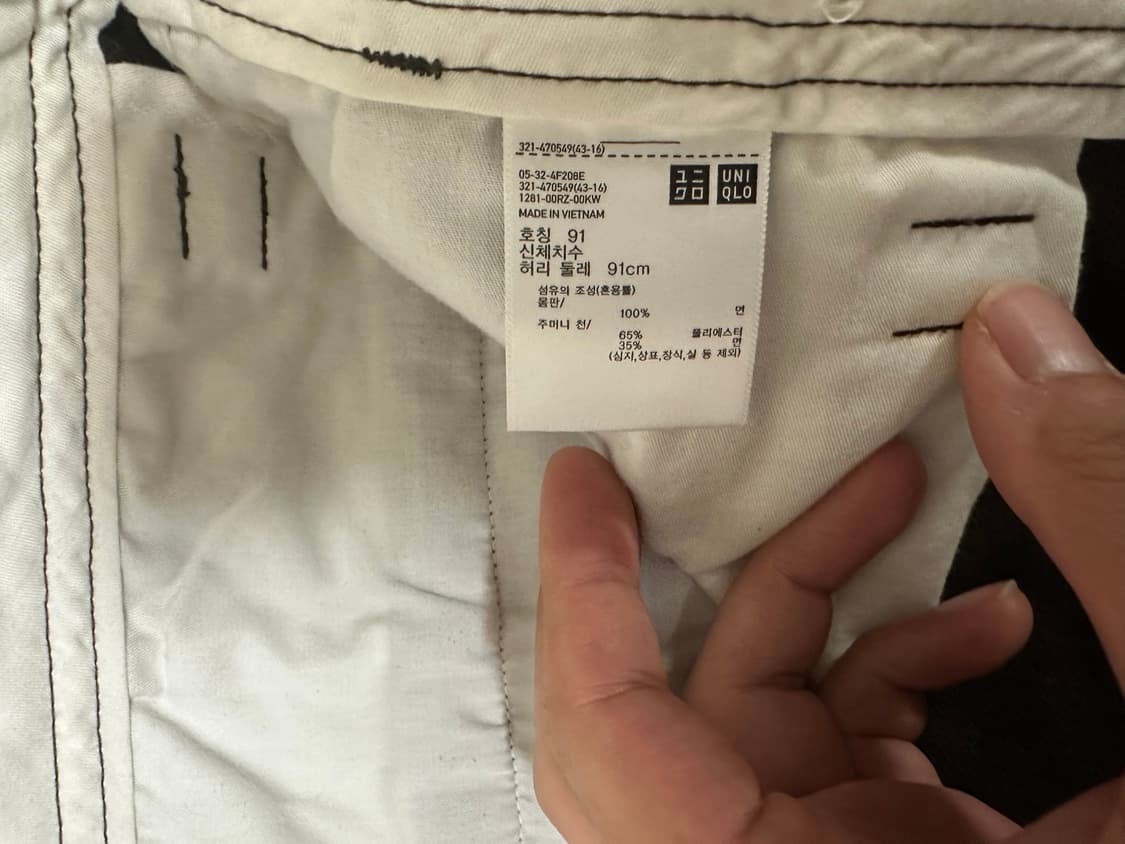 321-470549(43-16)
05-32-4F208E
321-470549(43-16)
1281-00RZ-00KW
MADE IN VIETNAM
ユニ
クロ
UNI
QLO
호칭 91
신체치수
허리 둘레 91cm
섬유의 조성(혼용률)
몸판/
100% 면
주머니 천/
65% 폴리에스터
35% 면
(심지,상표,장식,실 등 제외)